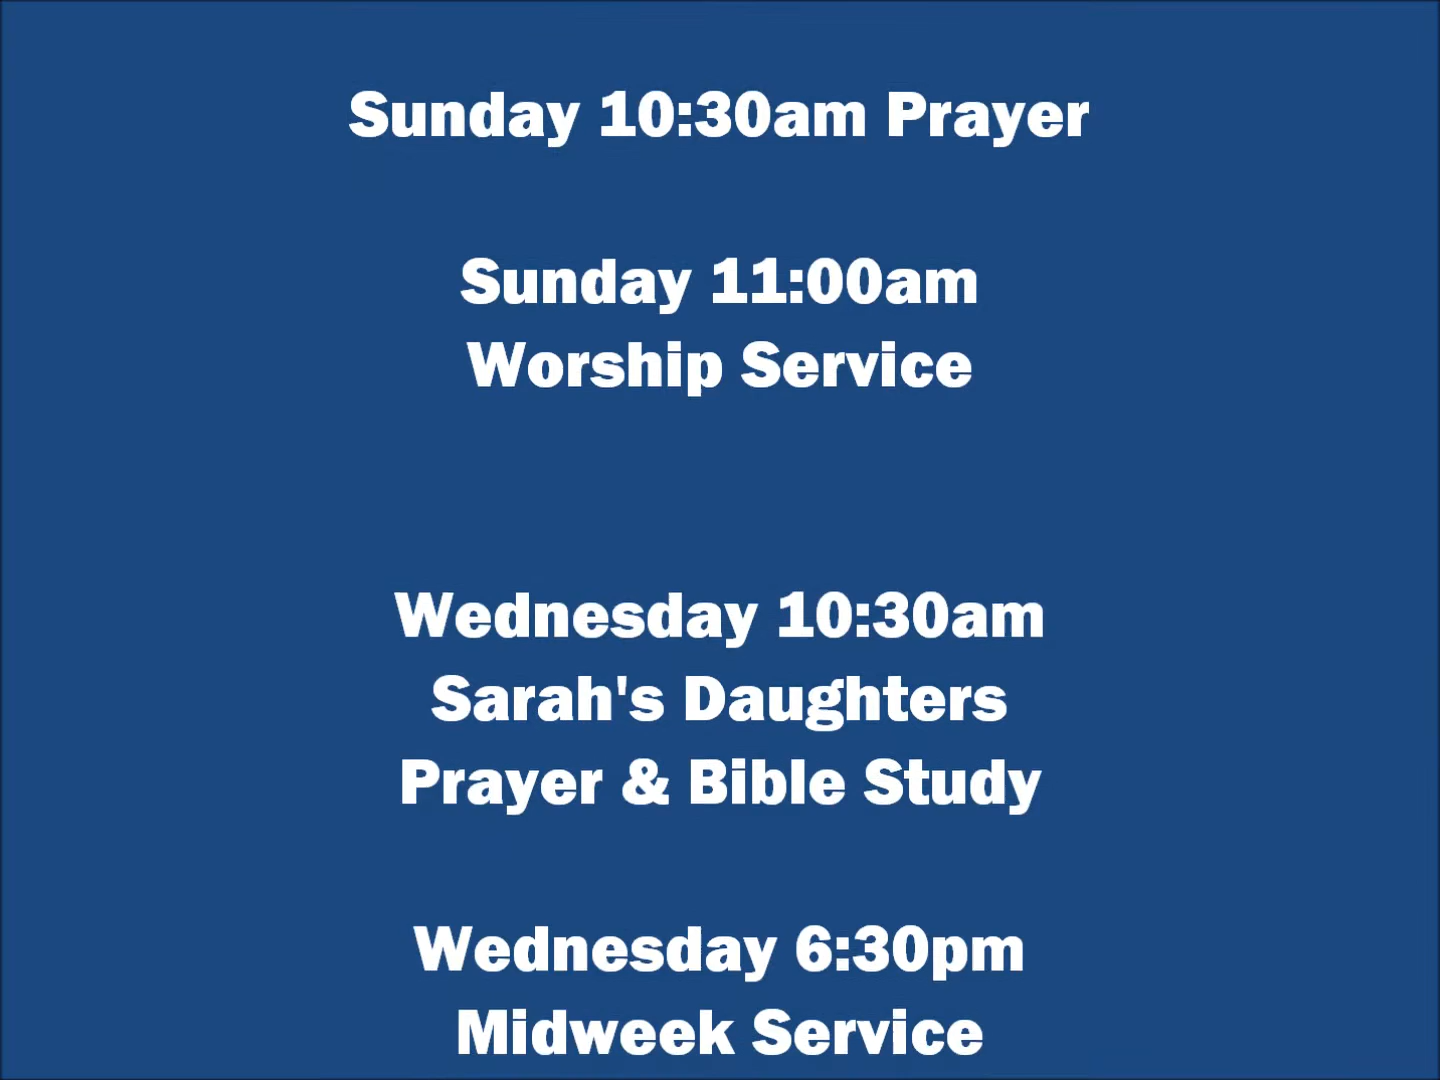 Sunday 10:30am Prayer
Sunday 11:00am
Worship Service
Wednesday 10:30am
Sarah's Daughters
Prayer & Bible Study
Wednesday 6:30pm
Midweek Service